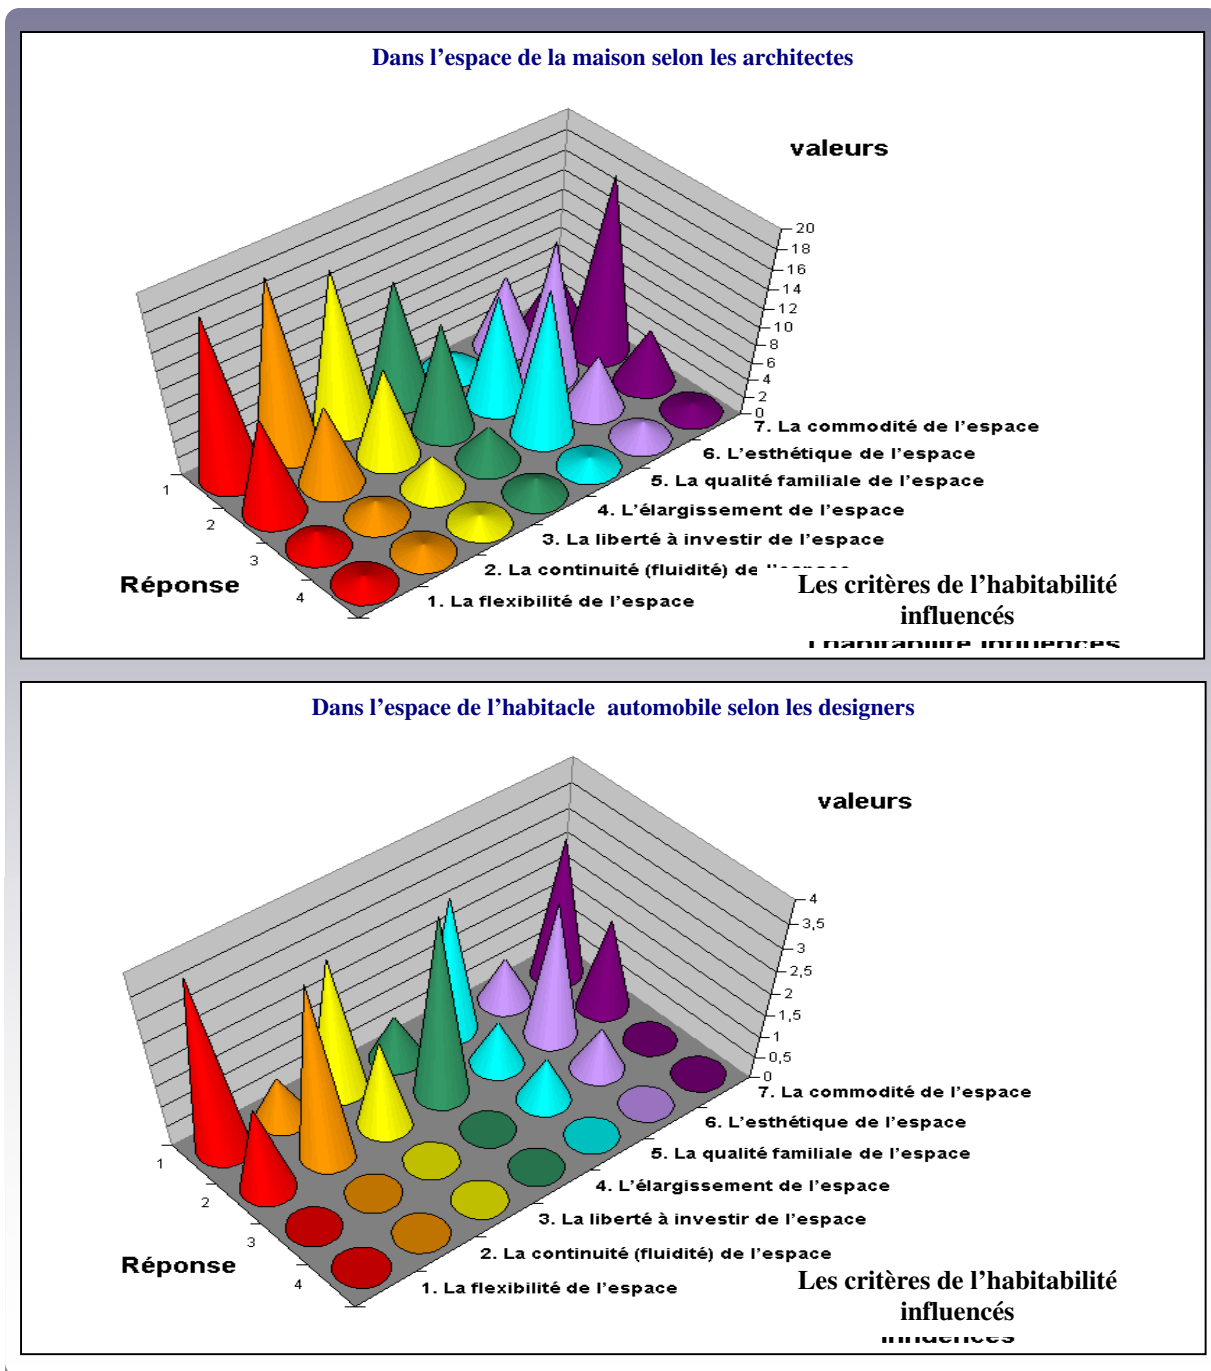 Dans l'espace de la maison selon les architectes
valeurs
20
18
16
14
12
10
8
6
4
2
0
7. La commodité de l'espace
6. L'esthétique de l'espace
5. La qualité familiale de l'espace
4. L'élargissement de l'espace
3. La liberté à investir de l'espace
2. La continuité (fluidité) de l'espace
1. La flexibilité de l'espace
1
2
3
4
Réponse
Les critères de l'habitabilité
influencés
l'habitabilité influencés
Dans l'espace de l'habitacle automobile selon les designers
valeurs
4
3,5
3
2,5
2
1,5
1
0,5
0
7. La commodité de l'espace
6. L'esthétique de l'espace
5. La qualité familiale de l'espace
4. L'élargissement de l'espace
3. La liberté à investir de l'espace
2. La continuité (fluidité) de l'espace
1. La flexibilité de l'espace
1
2
3
4
Réponse
Les critères de l'habitabilité
influencés
influencés